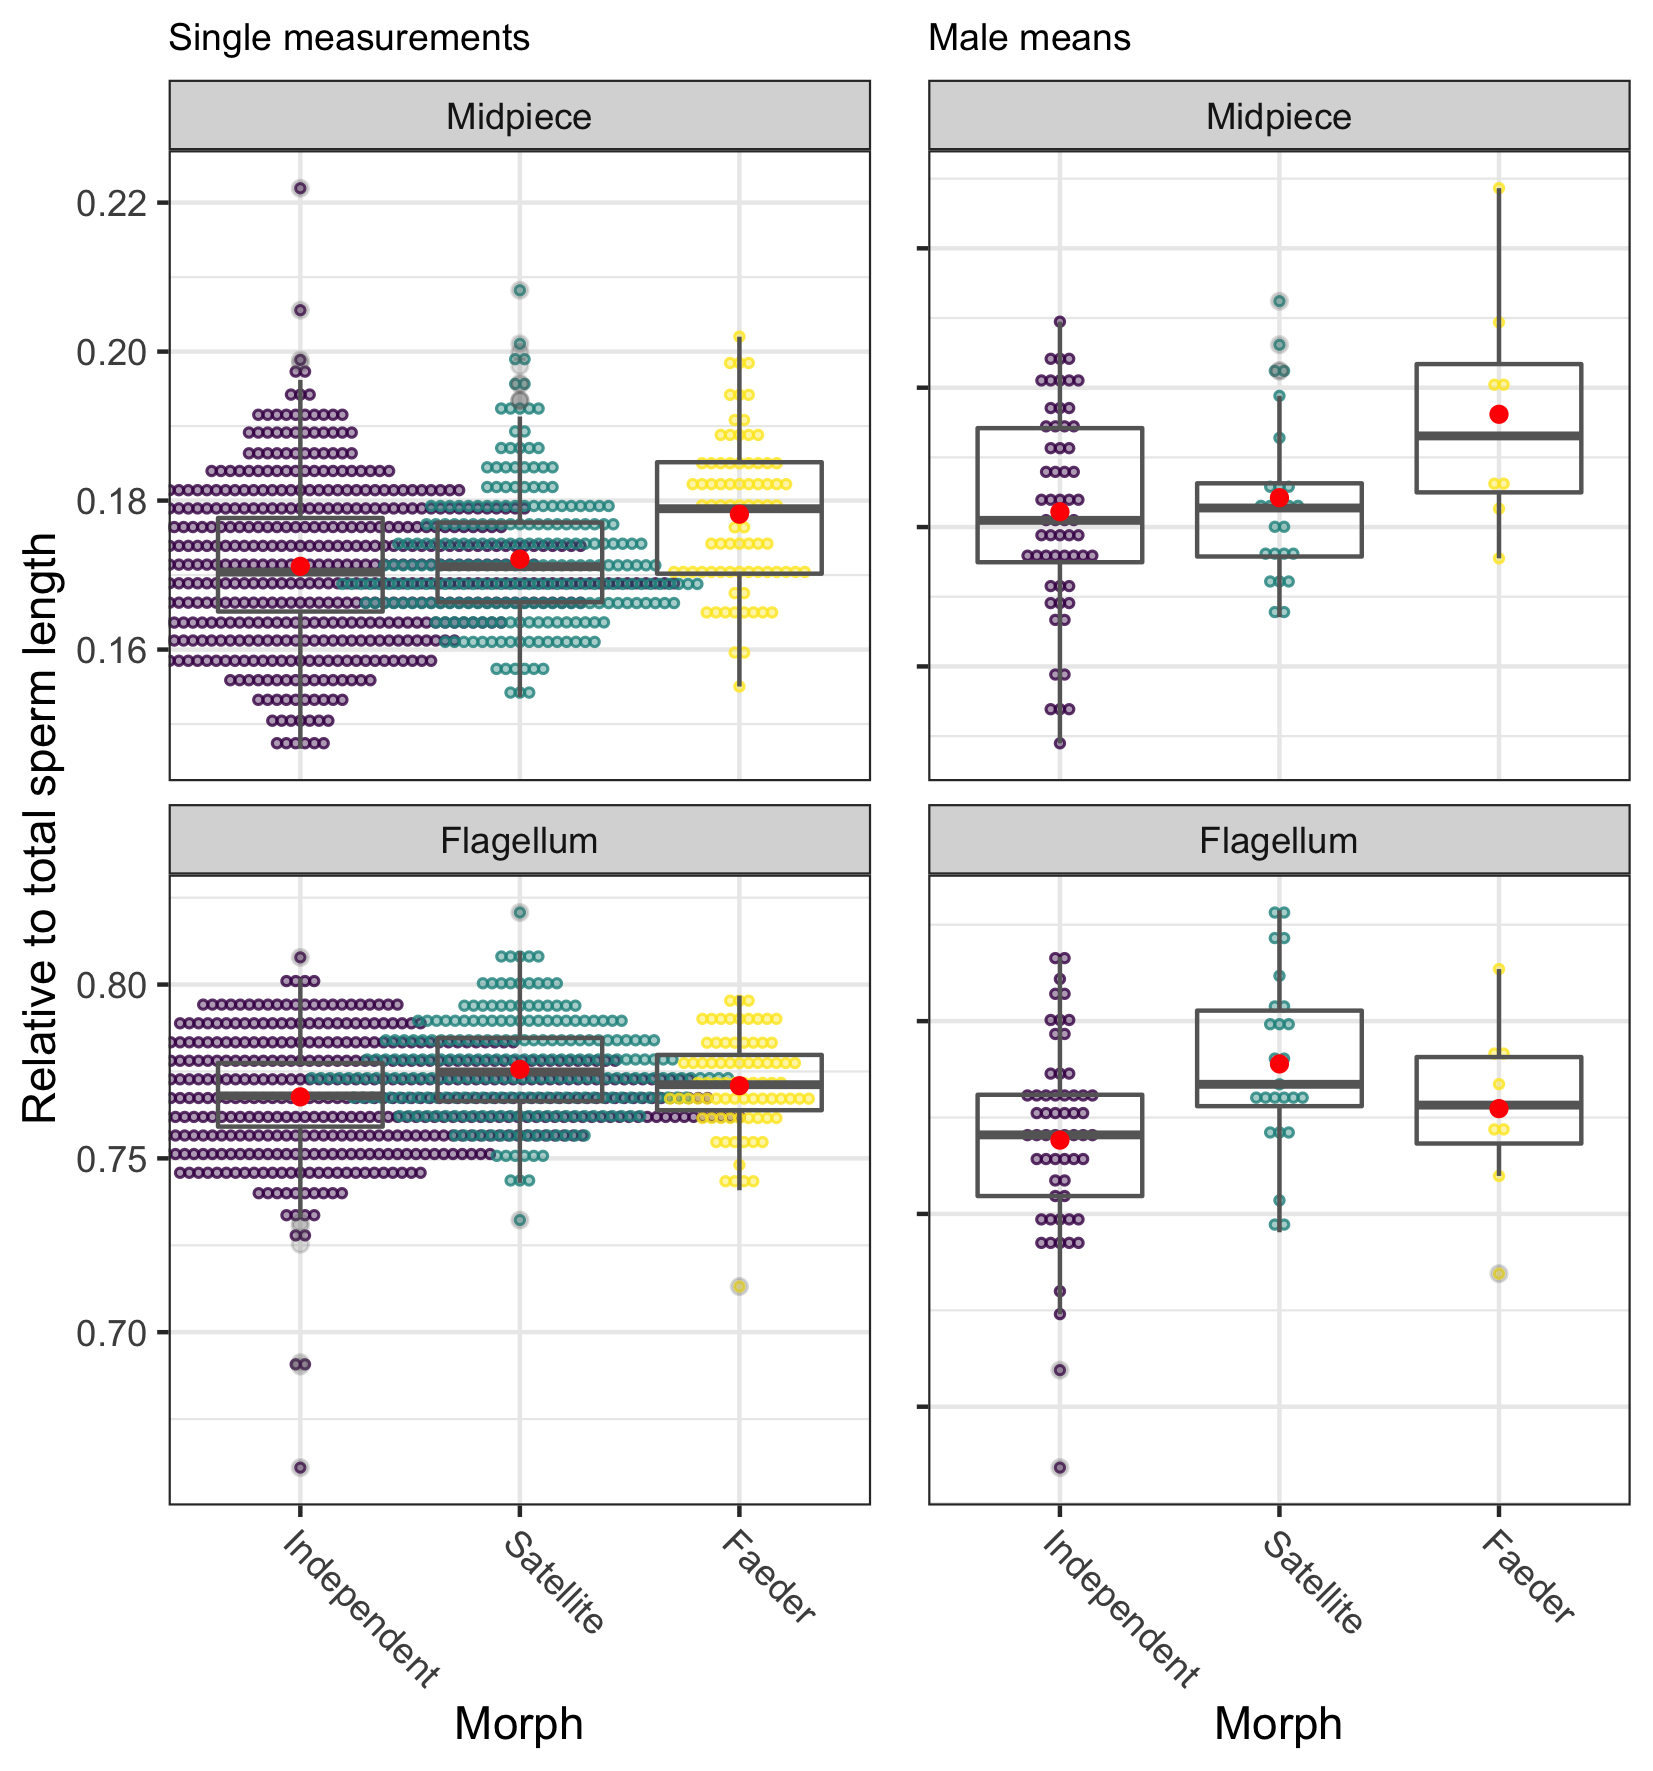 Single measurements
Male means
Midpiece
Midpiece
0.22
0.20
0.18
0.16
Relative to total sperm length
Flagellum
Flagellum
0.80
0.75
0.70
Independent
Satellite
Faeder
Independent
Satellite
Faeder
Morph
Morph